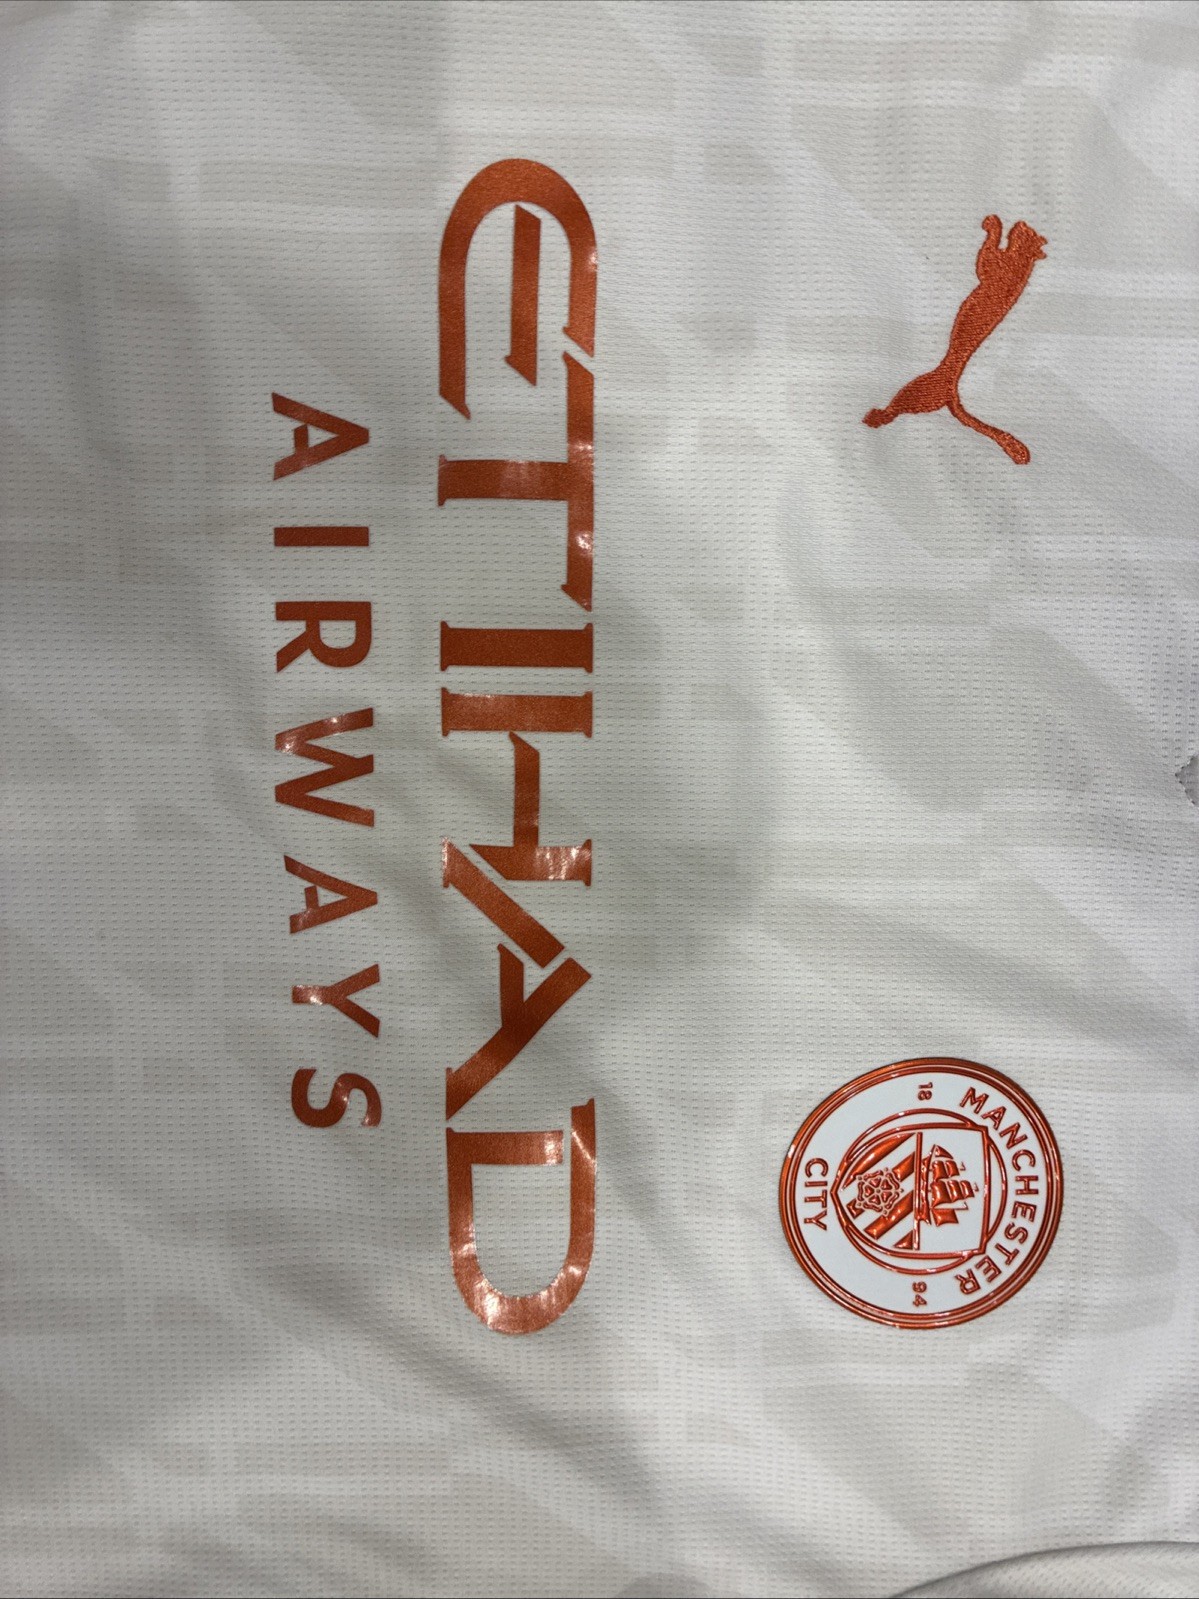 MANCHESTER
18 94
CITY
ETIHAD
AIRWAYS